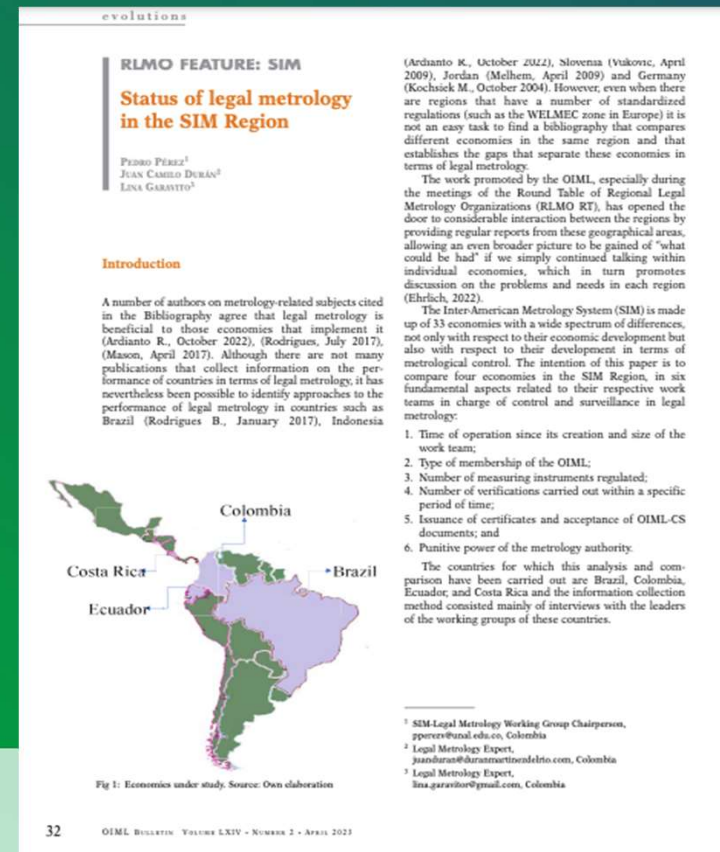 evolutions
RLMO FEATURE: SIM
Status of legal metrology
in the SIM Region
PEDRO PÉREZ¹
JUAN CAMILO DURÁN²
LINA GARAVITO³
Introduction
A number of authors on metrology-related subjects cited
in the Bibliography agree that legal metrology is
beneficial to those economies that implement it
(Ardianto R., October 2022), (Rodrigues, July 2017),
(Mason, April 2017). Although there are not many
publications that collect information on the per-
formance of countries in terms of legal metrology, it has
nevertheless been possible to identify approaches to the
performance of legal metrology in countries such as
Brazil (Rodrigues B., January 2017), Indonesia
Colombia
Costa Rica
Brazil
Ecuador
Fig 1: Economies under study. Source: Own elaboration
(Ardianto R., October 2022), Slovenia (Vukovic, April
2009), Jordan (Melhem, April 2009) and Germany
(Kochsiek M., October 2004). However, even when there
are regions that have a number of standardized
regulations (such as the WELMEC zone in Europe) it is
not an easy task to find a bibliography that compares
different economies in the same region and that
establishes the gaps that separate these economies in
terms of legal metrology.
The work promoted by the OIML, especially during
the meetings of the Round Table of Regional Legal
Metrology Organizations (RLMO RT), has opened the
door to considerable interaction between the regions by
providing regular reports from these geographical areas,
allowing an even broader picture to be gained of "what
could be had" if we simply continued talking within
individual economies, which in turn promotes
discussion on the problems and needs in each region
(Ehrlich, 2022).
The Inter-American Metrology System (SIM) is made
up of 33 economies with a wide spectrum of differences,
not only with respect to their economic development but
also with respect to their development in terms of
metrological control. The intention of this paper is to
compare four economies in the SIM Region, in six
fundamental aspects related to their respective work
teams in charge of control and surveillance in legal
metrology:
1. Time of operation since its creation and size of the
work team;
2. Type of membership of the OIML;
3. Number of measuring instruments regulated;
4. Number of verifications carried out within a specific
period of time;
5. Issuance of certificates and acceptance of OIML-CS
documents; and
6. Punitive power of the metrology authority.
The countries for which this analysis and com-
parison have been carried out are Brazil, Colombia,
Ecuador, and Costa Rica and the information collection
method consisted mainly of interviews with the leaders
of the working groups of these countries.
¹ SIM-Legal Metrology Working Group Chairperson,
pperezv@unal.edu.co, Colombia
² Legal Metrology Expert,
juanduran@duranmartinezdelrio.com, Colombia
³ Legal Metrology Expert,
lina.garavitor@gmail.com, Colombia
32
OIML BULLETIN VOLUME LXIV • NUMBER 2 • APRIL 2023